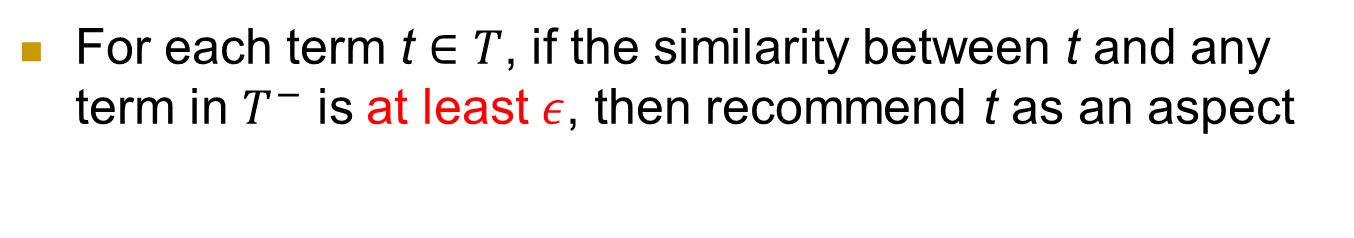 For each term t ∈ T, if the similarity between t and any
term in T⁻ is at least ϵ, then recommend t as an aspect